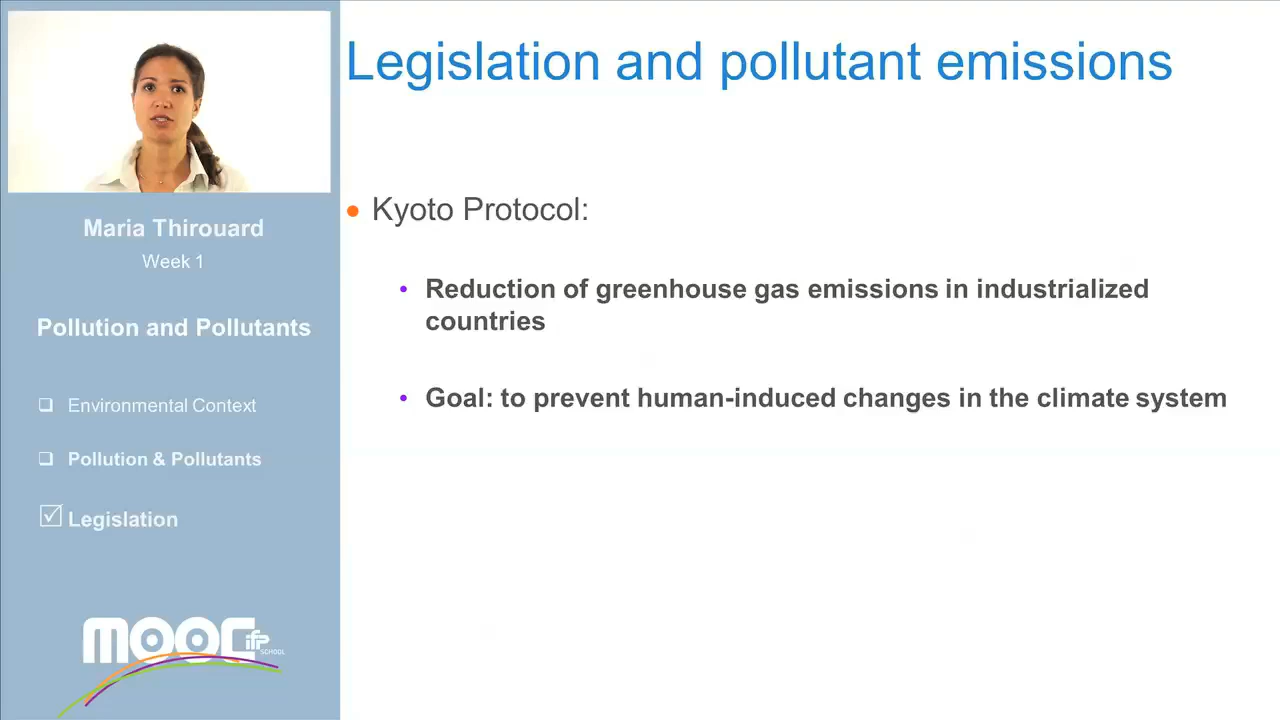 Legislation and pollutant emissions
Maria Thirouard
Week 1
Pollution and Pollutants
Environmental Context
Pollution & Pollutants
Legislation
MOOC
ifp
SCHOOL
Kyoto Protocol:
Reduction of greenhouse gas emissions in industrialized
countries
Goal: to prevent human-induced changes in the climate system